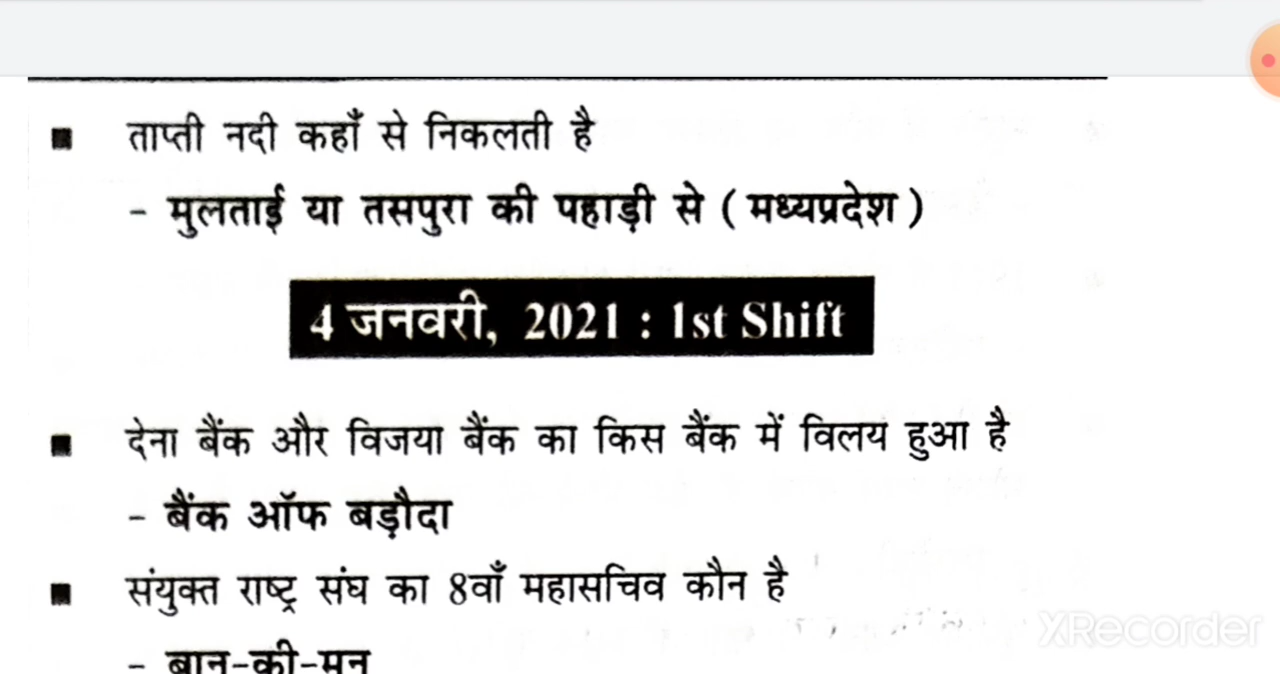 ■ ताप्ती नदी कहाँ से निकलती है
- मुलताई या तसपुरा की पहाड़ी से ( मध्यप्रदेश )
4 जनवरी, 2021 : 1st Shift
■ देना बैंक और विजया बैंक का किस बैंक में विलय हुआ है
- बैंक ऑफ बड़ौदा
■ संयुक्त राष्ट्र संघ का 8वाँ महासचिव कौन है
- बान-की-मून
XRecorder